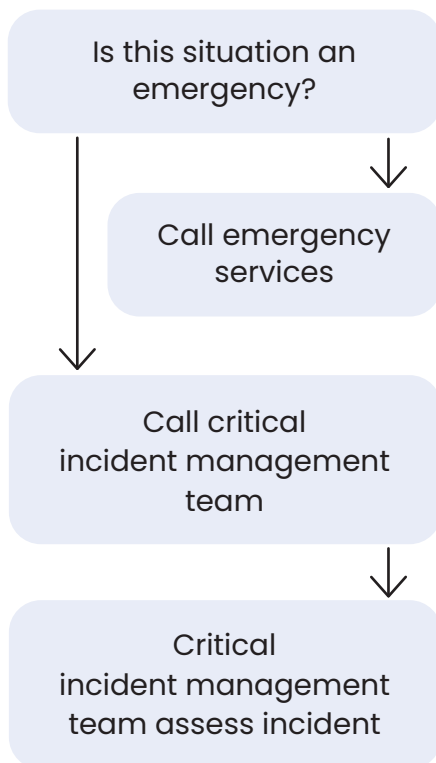 Is this situation an
emergency?
Call emergency
services
Call critical
incident management
team
Critical
incident management
team assess incident